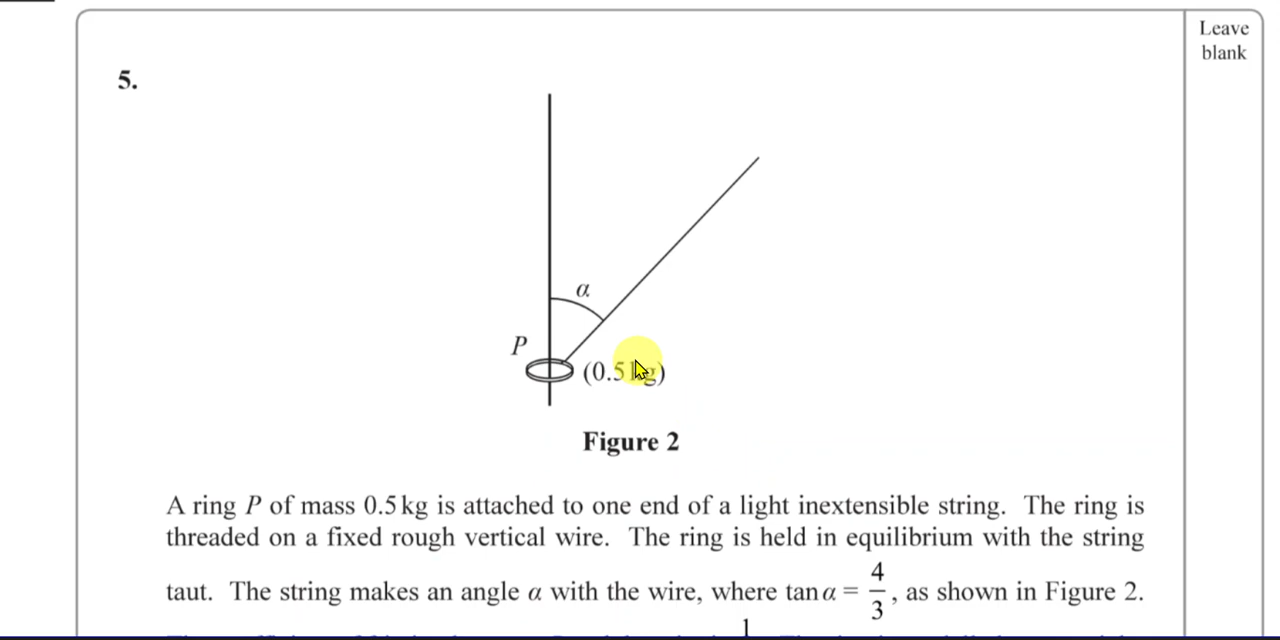 Leave
blank
5.
α
P
(0.5 kg)
Figure 2
A ring P of mass 0.5 kg is attached to one end of a light inextensible string. The ring is
threaded on a fixed rough vertical wire. The ring is held in equilibrium with the string
taut. The string makes an angle α with the wire, where tan α = 4/3, as shown in Figure 2.
1